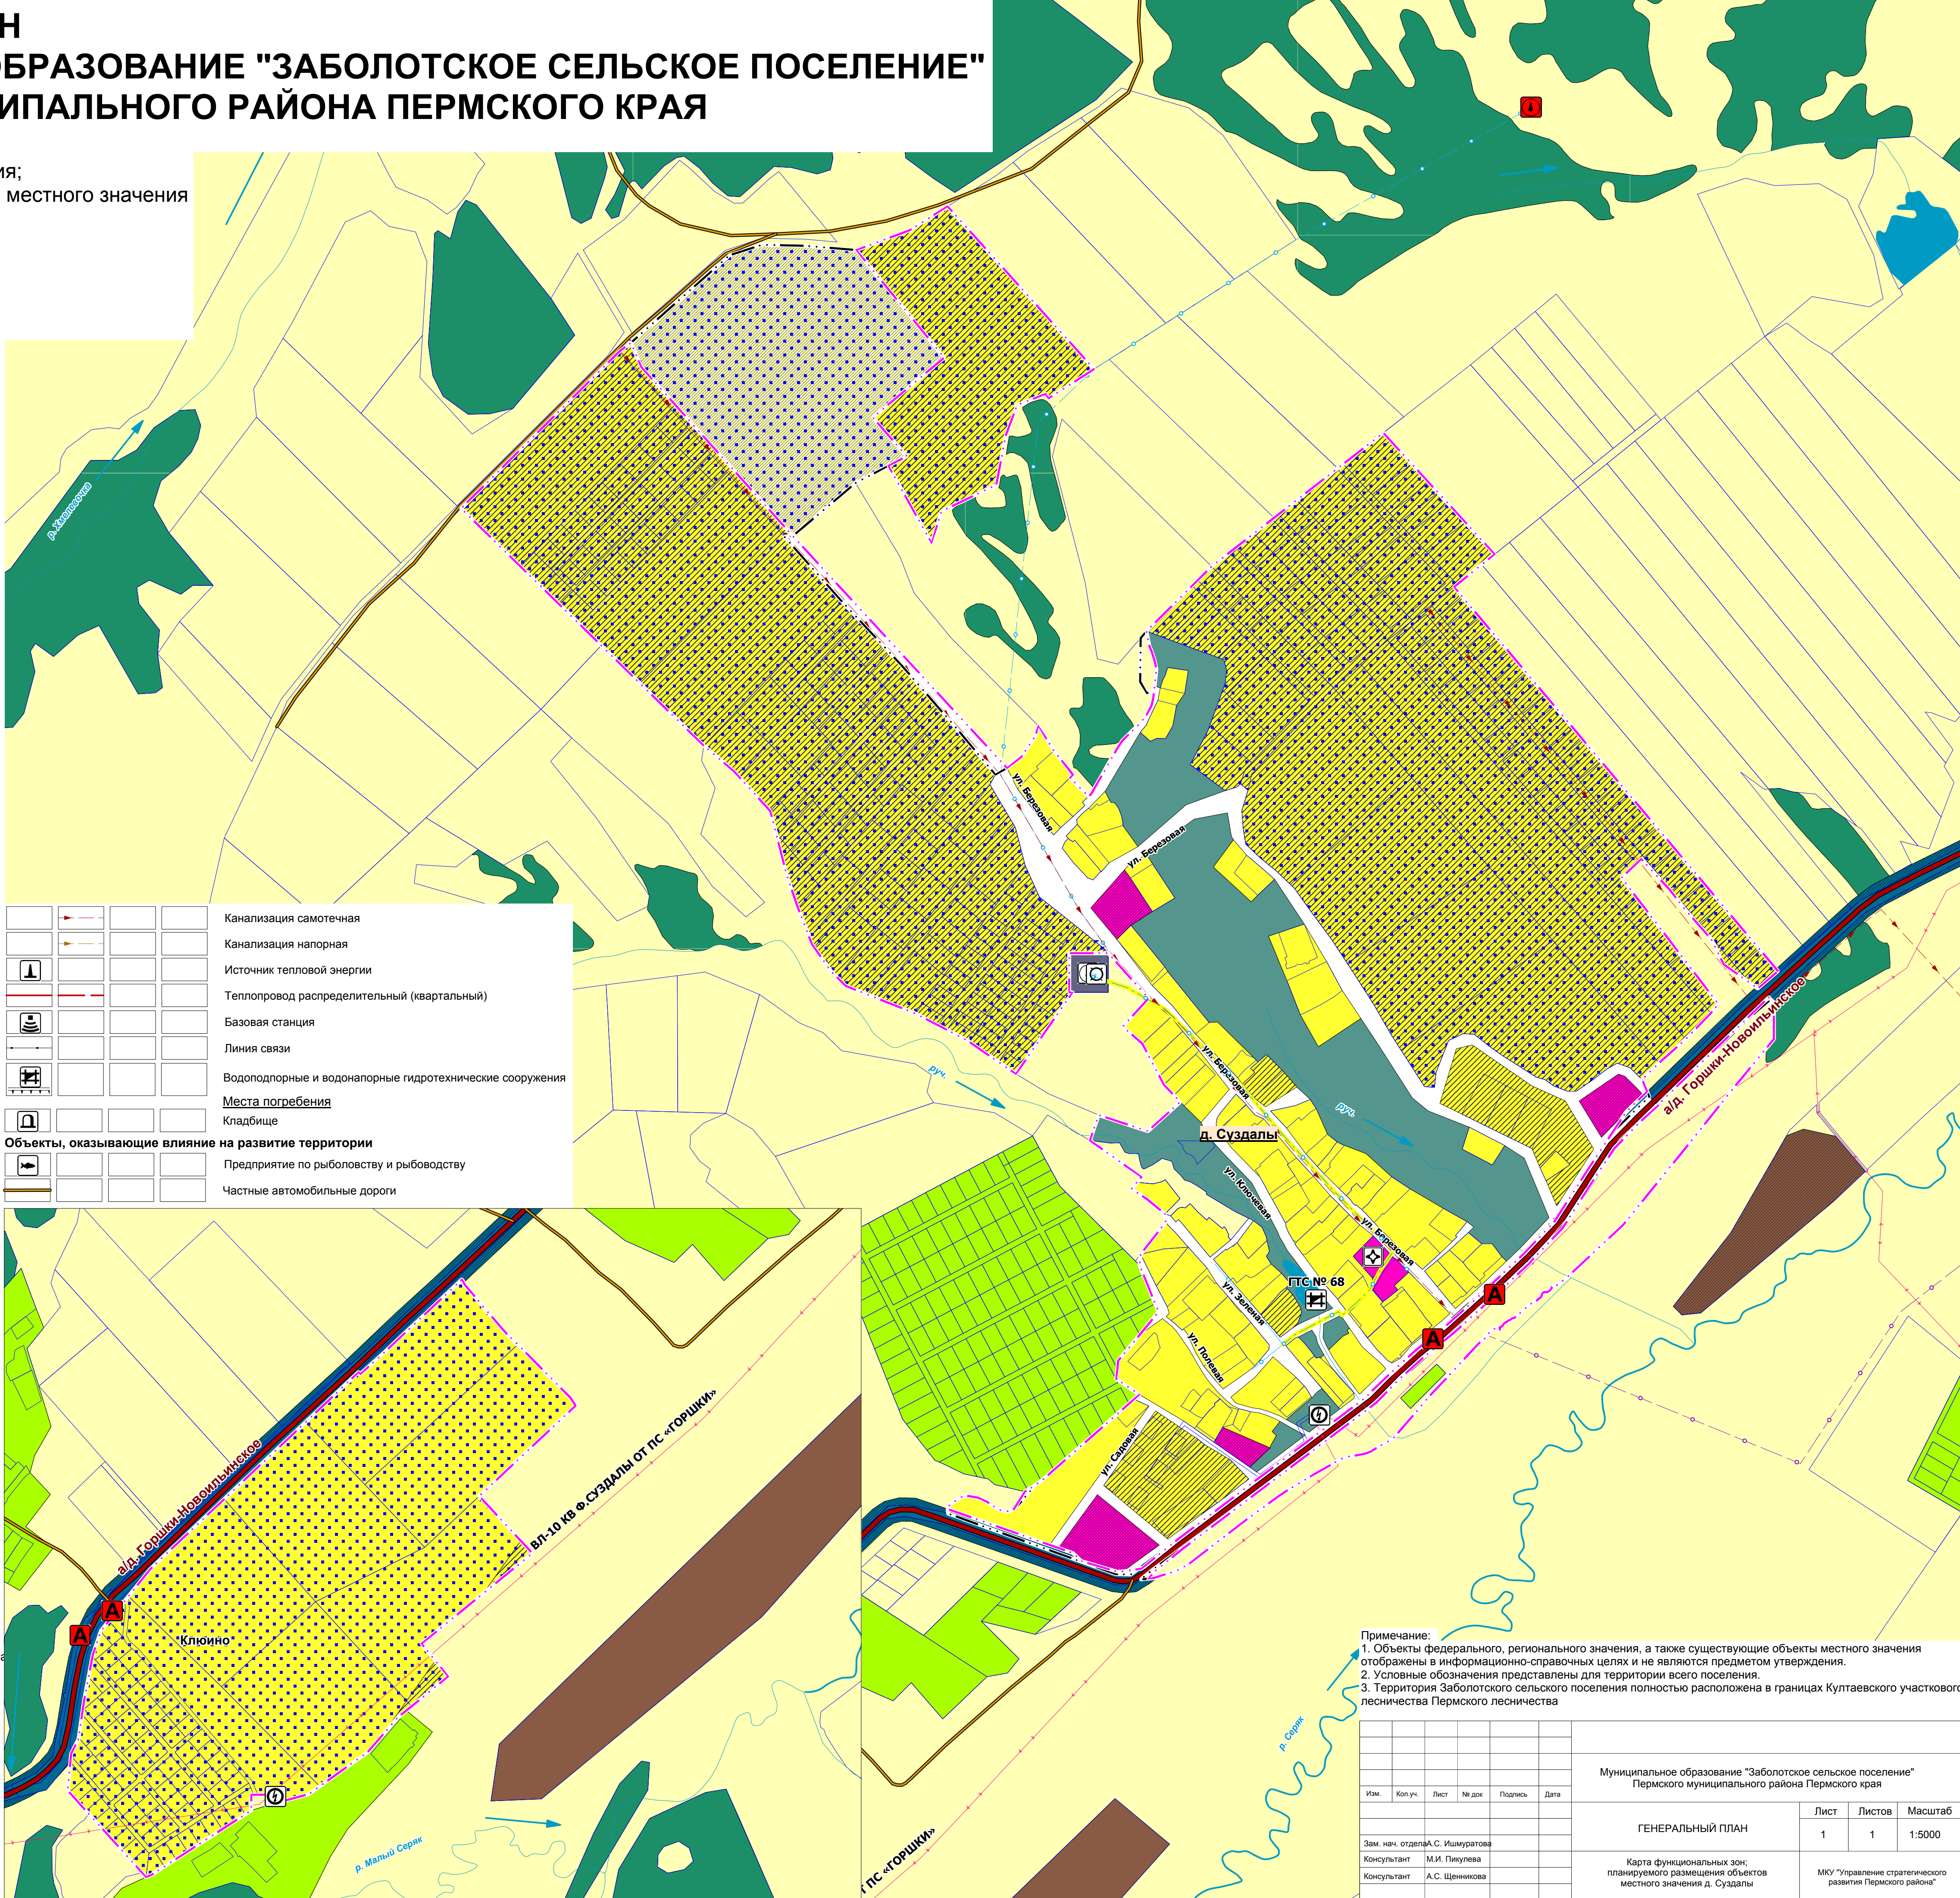 Н
ОБРАЗОВАНИЕ "ЗАБОЛОТСКОЕ СЕЛЬСКОЕ ПОСЕЛЕНИЕ"
ИПАЛЬНОГО РАЙОНА ПЕРМСКОГО КРАЯ
ия;
местного значения
р. Хмелевочка
ул. Березовая
ул. Березовая
Канализация самотечная
Канализация напорная
Источник тепловой энергии
Теплопровод распределительный (квартальный)
Базовая станция
Линия связи
Водоподпорные и водонапорные гидротехнические сооружения
Места погребения
Кладбище
Объекты, оказывающие влияние на развитие территории
Предприятие по рыболовству и рыбоводству
Частные автомобильные дороги
а/д. Горшки-Новоильинское
руч.
ул. Березовая
руч.
д. Суздалы
ул. Ключевая
ул. Березовая
ГТС № 68
ул. Зеленая
А
А
ул. Полевая
ул. Садовая
ВЛ-10 КВ Ф.СУЗДАЛЫ ОТ ПС «ГОРШКИ»
а/д. Горшки-Новоильинское
А
А
Клюино
р. Малый Серяк
Т ПС «ГОРШКИ»
р. Серяк
Примечание:
1. Объекты федерального, регионального значения, а также существующие объекты местного значения
отображены в информационно-справочных целях и не являются предметом утверждения.
2. Условные обозначения представлены для территории всего поселения.
3. Территория Заболотского сельского поселения полностью расположена в границах Култаевского участкового
лесничества Пермского лесничества
Муниципальное образование "Заболотское сельское поселение"
Пермского муниципального района Пермского края
Изм. Кол.уч. Лист № док Подпись Дата
ГЕНЕРАЛЬНЫЙ ПЛАН
Лист Листов Масштаб
1 1 1:5000
Зам. нач. отдела А.С. Ишмуратова
Консультант М.И. Пикулева
Консультант А.С. Щенникова
Карта функциональных зон;
планируемого размещения объектов
местного значения д. Суздалы
МКУ "Управление стратегического
развития Пермского района"